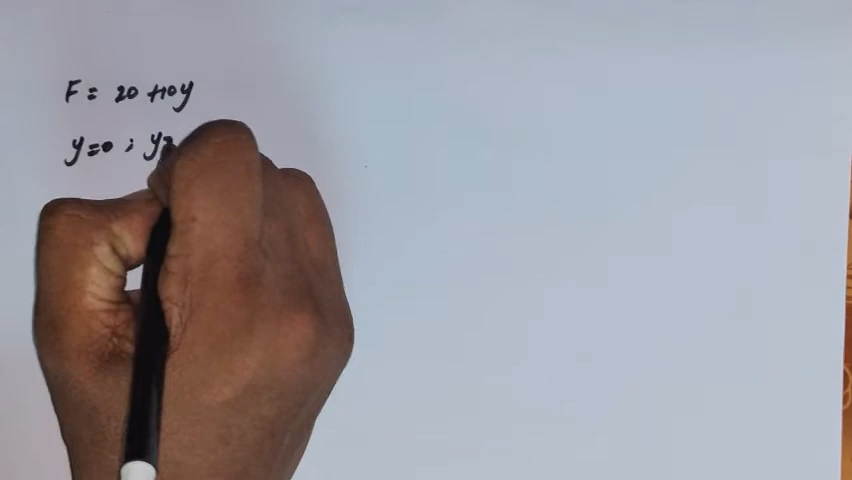 F = 20 +10y
y=0 ; y=